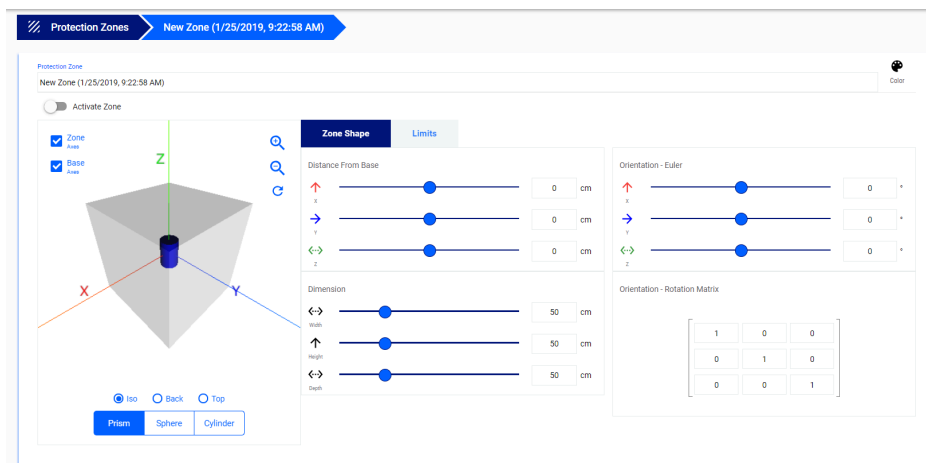 Protection Zones
New Zone (1/25/2019, 9:22:58 AM)
Protection Zone
New Zone (1/25/2019, 9:22:58 AM)
Color
Activate Zone
Zone
Axes
Base
Axes
Z
X
Y
Iso
Back
Top
Prism
Sphere
Cylinder
Zone Shape
Limits
Distance From Base
X
0 cm
Y
0 cm
Z
0 cm
Orientation - Euler
X
0 °
Y
0 °
Z
0 °
Dimension
Width
50 cm
Height
50 cm
Depth
50 cm
Orientation - Rotation Matrix
1 0 0
0 1 0
0 0 1